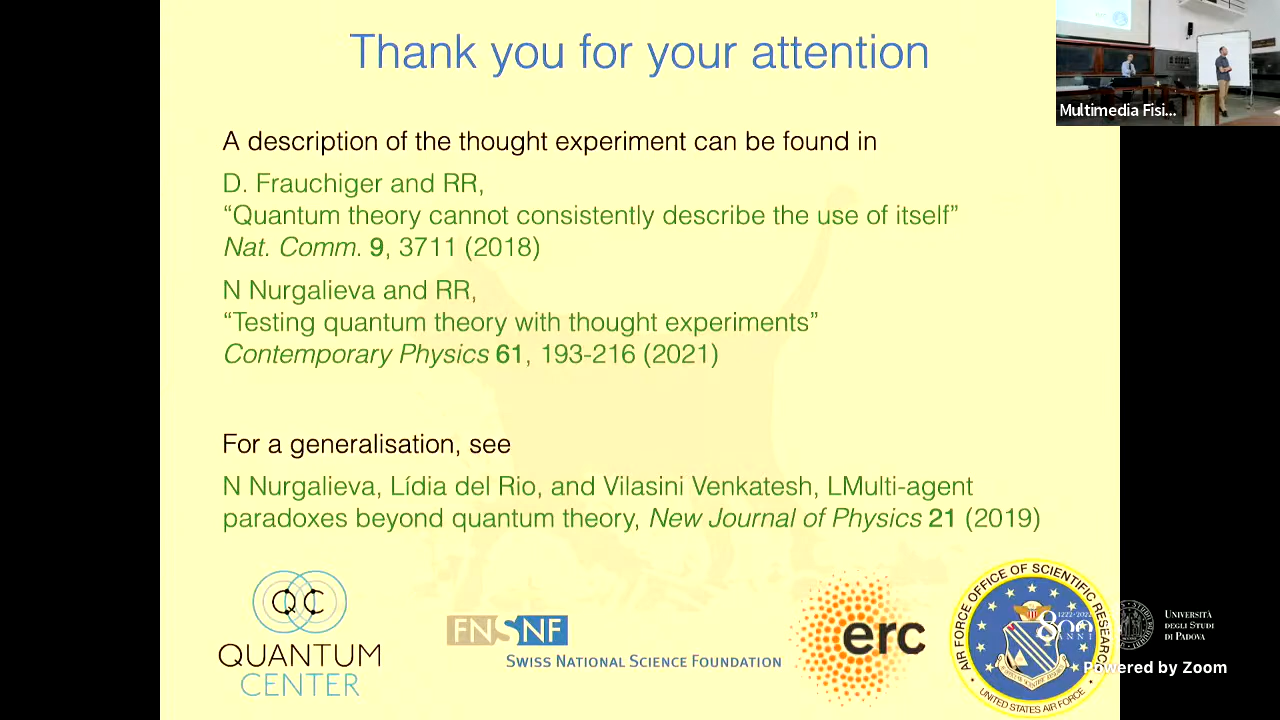 Thank you for your attention
Multimedia Fisi...
A description of the thought experiment can be found in
D. Frauchiger and RR,
“Quantum theory cannot consistently describe the use of itself”
Nat. Comm. 9, 3711 (2018)
N Nurgalieva and RR,
“Testing quantum theory with thought experiments”
Contemporary Physics 61, 193-216 (2021)
For a generalisation, see
N Nurgalieva, Lídia del Rio, and Vilasini Venkatesh, LMulti-agent
paradoxes beyond quantum theory, New Journal of Physics 21 (2019)
QC
QUANTUM
CENTER
FNSNF
SWISS NATIONAL SCIENCE FOUNDATION
erc
AIR FORCE OFFICE OF SCIENTIFIC RESEARCH
UNITED STATES AIR FORCE
1222-2022
800
ANNI
UNIVERSITÀ
DEGLI STUDI
DI PADOVA
Powered by Zoom